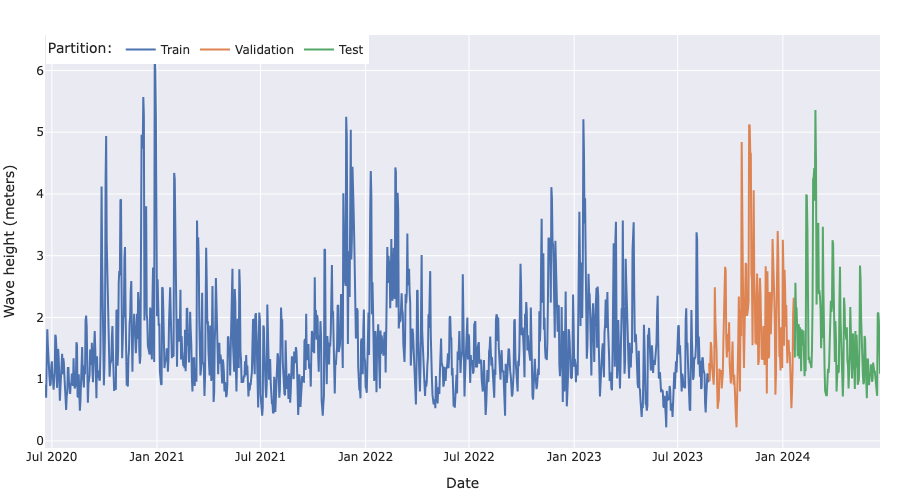 Partition: Train Validation Test
6
5
4
3
2
1
0
Wave height (meters)
Jul 2020 Jan 2021 Jul 2021 Jan 2022 Jul 2022 Jan 2023 Jul 2023 Jan 2024
Date